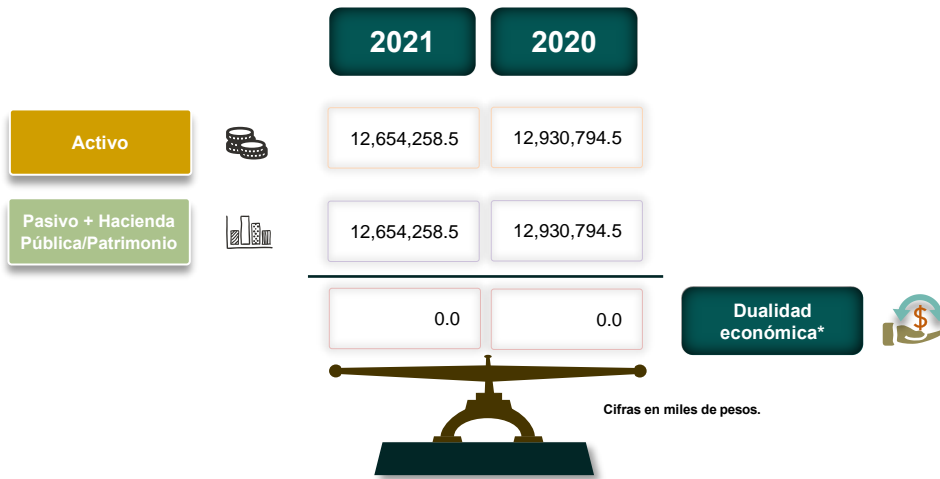 2021 2020
Activo 12,654,258.5 12,930,794.5
Pasivo + Hacienda
Pública/Patrimonio 12,654,258.5 12,930,794.5
0.0 0.0
Dualidad
económica*
$
Cifras en miles de pesos.